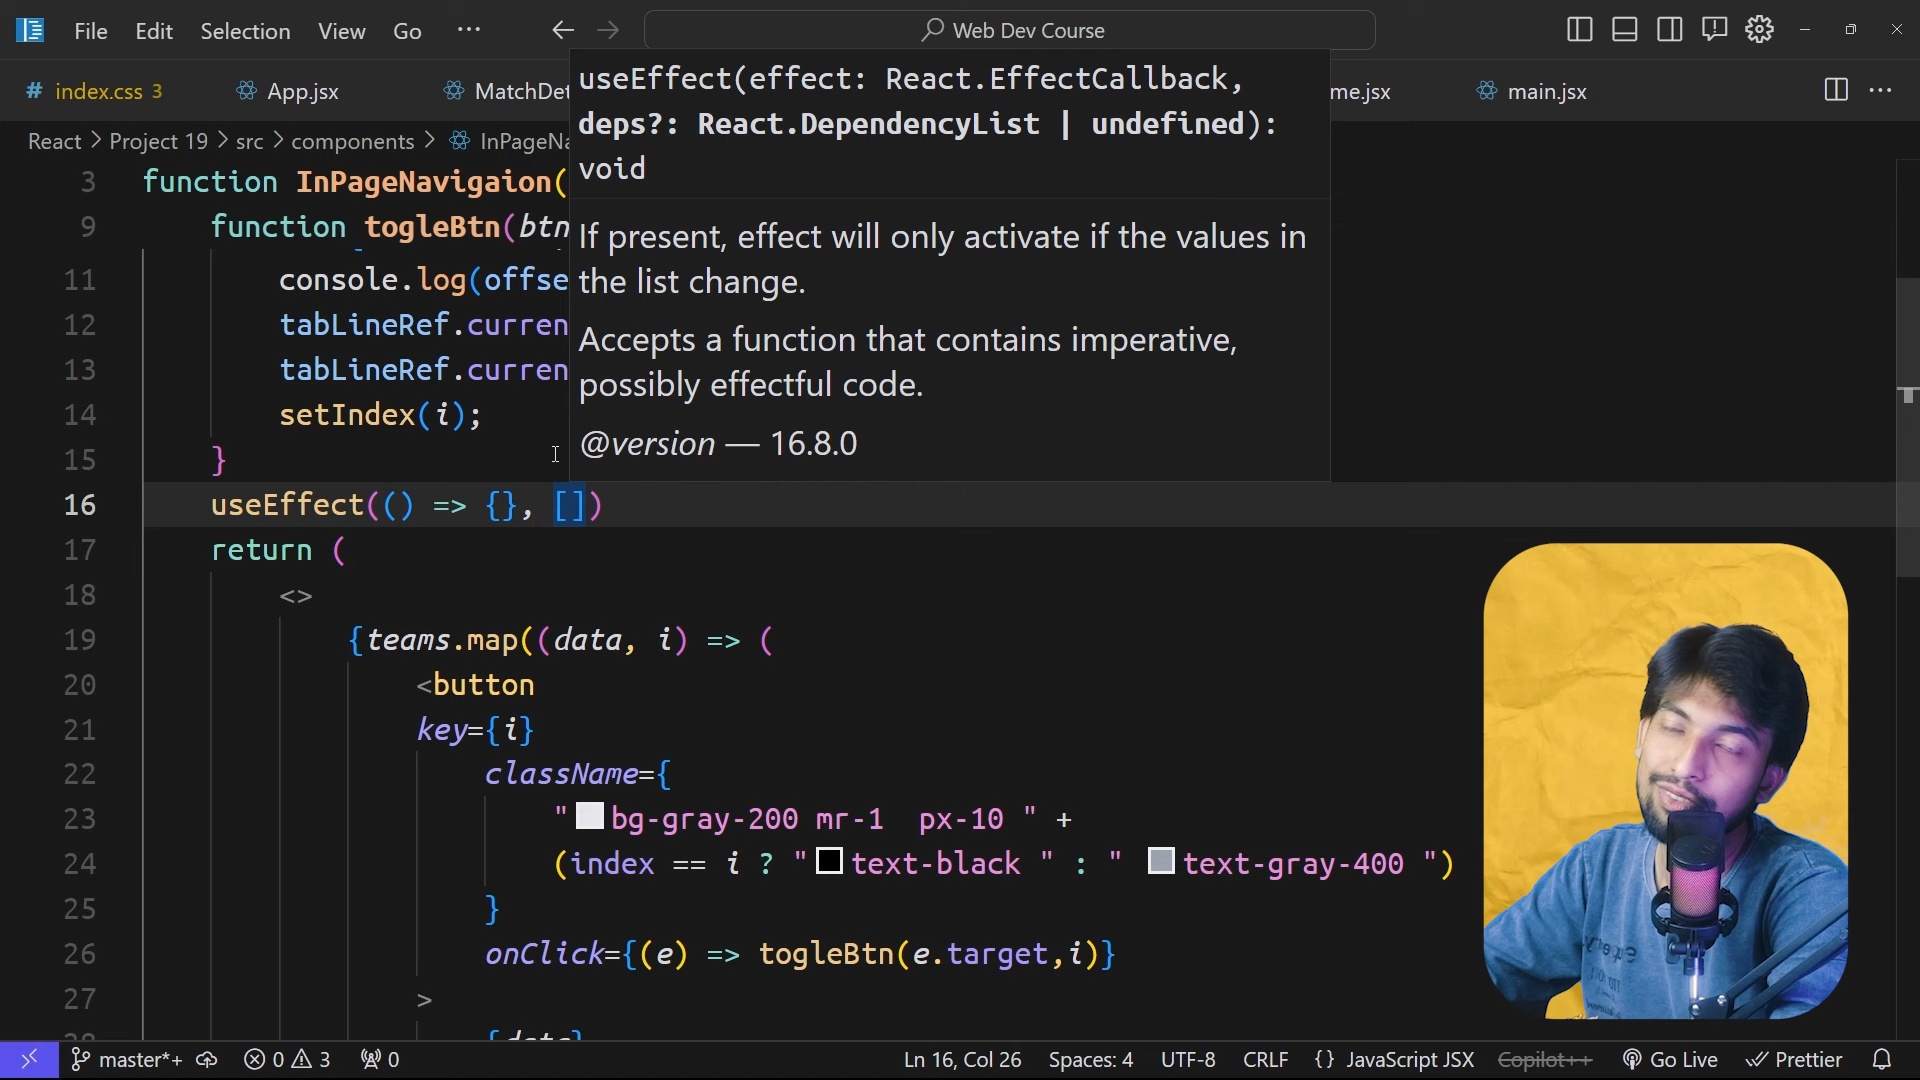 File Edit Selection View Go ··· Web Dev Course
# index.css 3 App.jsx MatchDet me.jsx main.jsx ···
React > Project 19 > src > components > InPageNa
useEffect(effect: React.EffectCallback,
deps?: React.DependencyList | undefined):
void
If present, effect will only activate if the values in
the list change.
Accepts a function that contains imperative,
possibly effectful code.
@version — 16.8.0
3 function InPageNavigaion(
9 function togleBtn(btn
11 console.log(offse
12 tabLineRef.curren
13 tabLineRef.curren
14 setIndex(i);
15 }
16 useEffect(() => {}, [])
17 return (
18 <>
19 {teams.map((data, i) => (
20 <button
21 key={i}
22 className={
23 "bg-gray-200 mr-1 px-10 " +
24 (index == i ? "text-black " : " text-gray-400 ")
25 }
26 onClick={(e) => togleBtn(e.target,i)}
27 >
28 {data}
master*+ 0 3 0 Ln 16, Col 26 Spaces: 4 UTF-8 CRLF {} JavaScript JSX Copilot++ Go Live Prettier